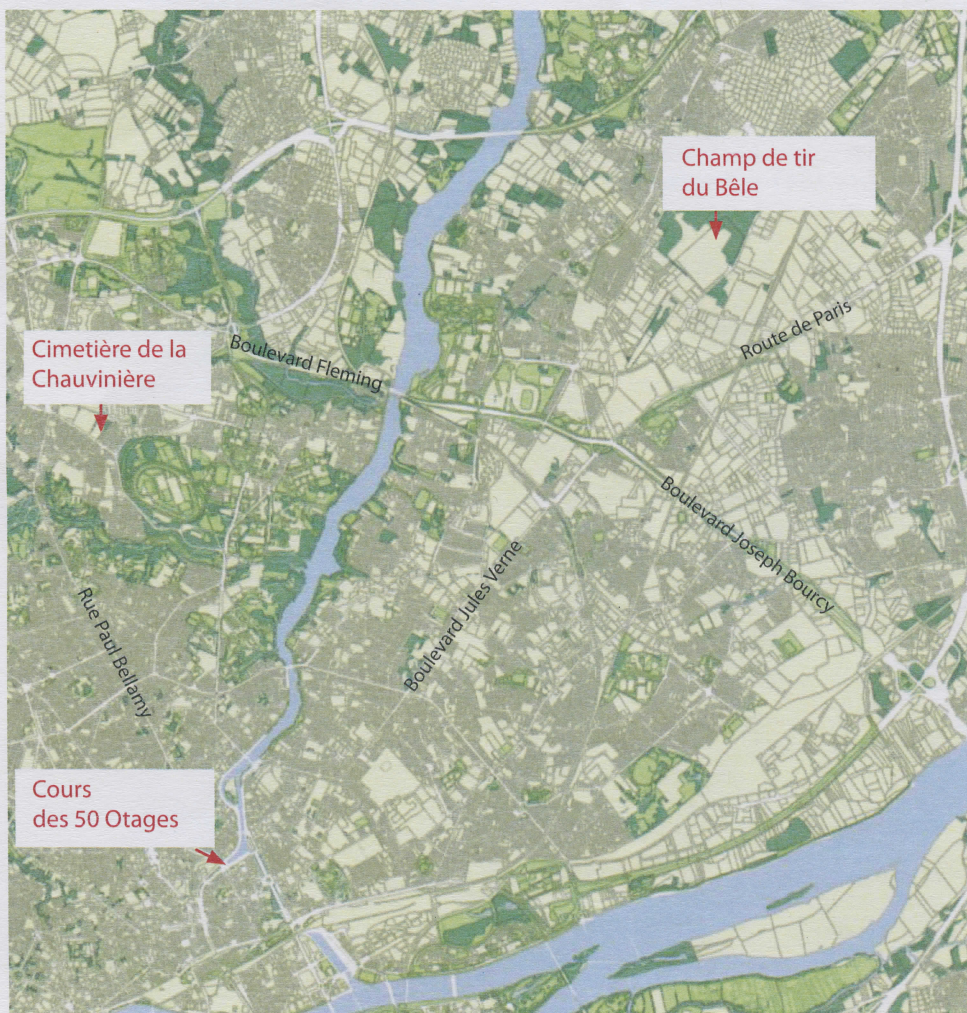 Champ de tir
du Bêle
Route de Paris
Cimetière de la
Chauvinière
Boulevard Fleming
Boulevard Joseph Bourcy
Boulevard Jules Verne
Rue Paul Bellamy
Cours
des 50 Otages